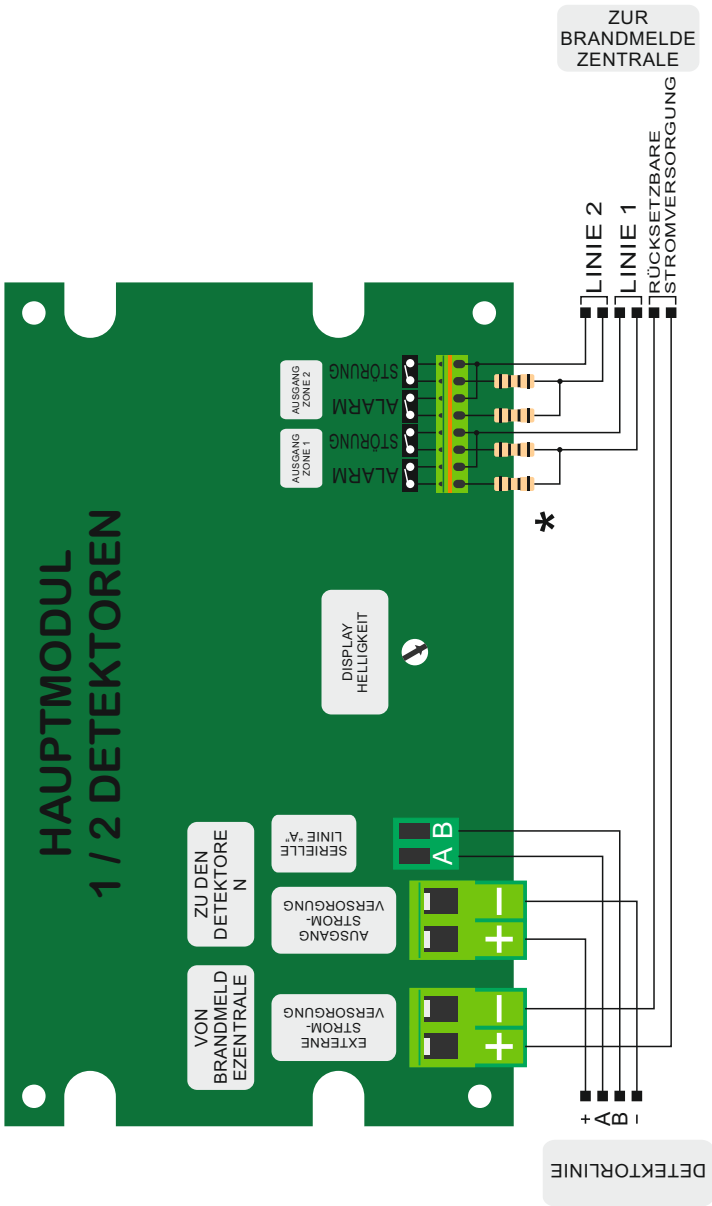 ZUR
BRANDMELDE
ZENTRALE
HAUPTMODUL
1 / 2 DETEKTOREN
VON
BRANDMELD
EZENTRALE
ZU DEN
DETEKTORE
N
EXTERNE
STROM-
VERSORGUNG
AUSGANG
STROM-
VERSORGUNG
SERIELLE
LINIE "A"
DISPLAY
HELLIGKEIT
AUSGANG
ZONE 1
AUSGANG
ZONE 2
ALARM
STÖRUNG
ALARM
STÖRUNG
+
−
+
−
A B
*
LINIE 2
LINIE 1
RÜCKSETZBARE
STROMVERSORGUNG
+
A
B
-
DETEKTORLINIE